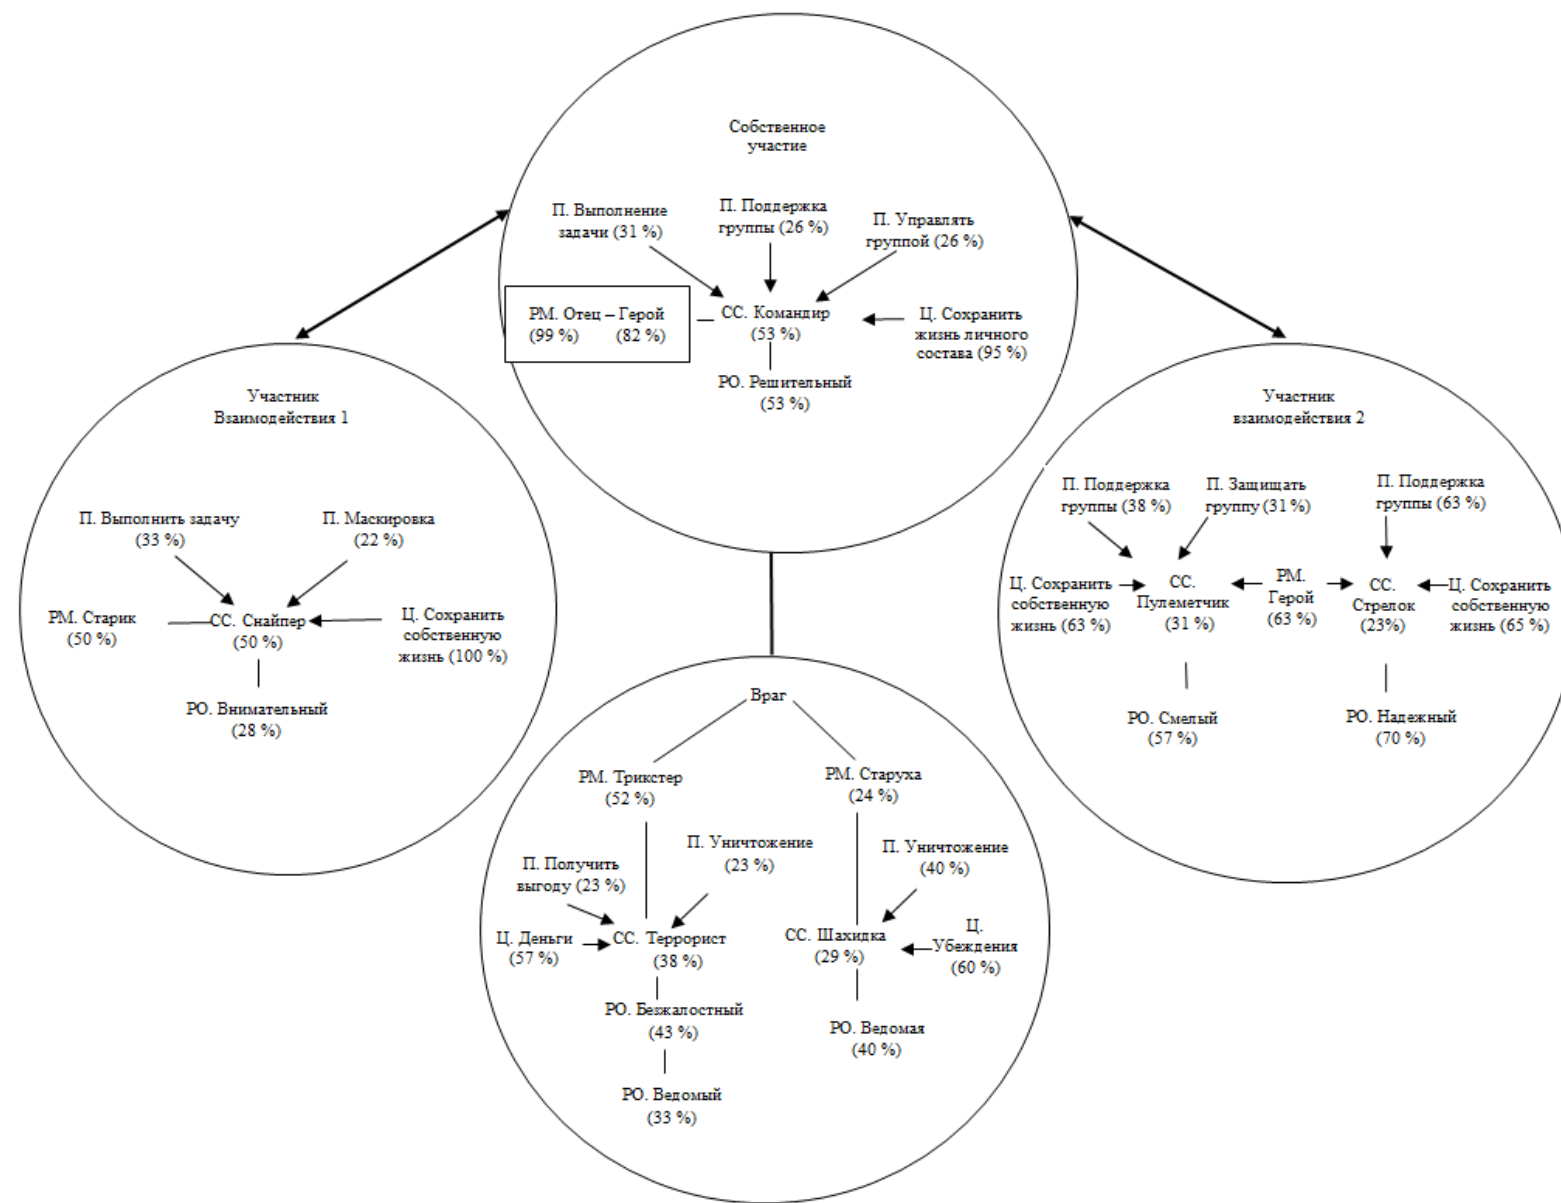 Собственное
участие
П. Выполнение
задачи (31 %)
П. Поддержка
группы (26 %)
П. Управлять
группой (26 %)
РМ. Отец – Герой
(99 %) (82 %)
СС. Командир
(53 %)
Ц. Сохранить
жизнь личного
состава (95 %)
РО. Решительный
(53 %)
Участник
Взаимодействия 1
П. Выполнить задачу
(33 %)
П. Маскировка
(22 %)
РМ. Старик
(50 %)
СС. Снайпер
(50 %)
Ц. Сохранить
собственную
жизнь (100 %)
РО. Внимательный
(28 %)
Участник
взаимодействия 2
П. Поддержка
группы (38 %)
П. Защищать
группу (31 %)
П. Поддержка
группы (63 %)
Ц. Сохранить
собственную
жизнь (63 %)
СС.
Пулеметчик
(31 %)
РМ.
Герой
(63 %)
СС.
Стрелок
(23%)
Ц. Сохранить
собственную
жизнь (65 %)
РО. Смелый
(57 %)
РО. Надежный
(70 %)
Враг
РМ. Трикстер
(52 %)
РМ. Старуха
(24 %)
П. Получить
выгоду (23 %)
П. Уничтожение
(23 %)
П. Уничтожение
(40 %)
Ц. Деньги
(57 %)
СС. Террорист
(38 %)
СС. Шахидка
(29 %)
Ц.
Убеждения
(60 %)
РО. Безжалостный
(43 %)
РО. Ведомая
(40 %)
РО. Ведомый
(33 %)